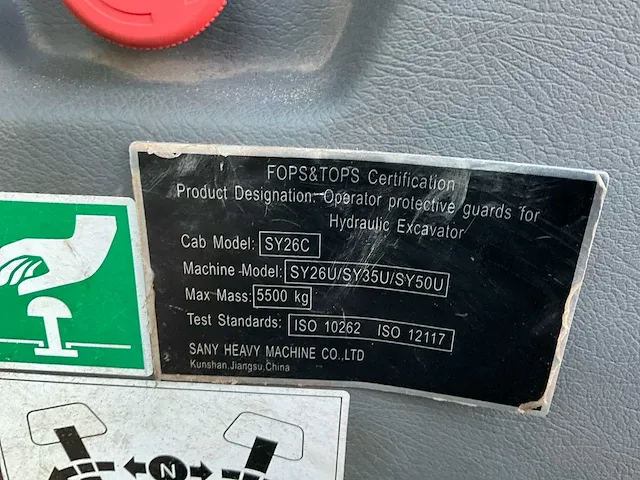 FOPS&TOPS Certification
Product Designation: Operator protective guards for
Hydraulic Excavator
Cab Model: SY26C
Machine Model: SY26U/SY35U/SY50U
Max Mass: 5500 kg
Test Standards: ISO 10262 ISO 12117
SANY HEAVY MACHINE CO.,LTD
Kunshan,Jiangsu,China
N